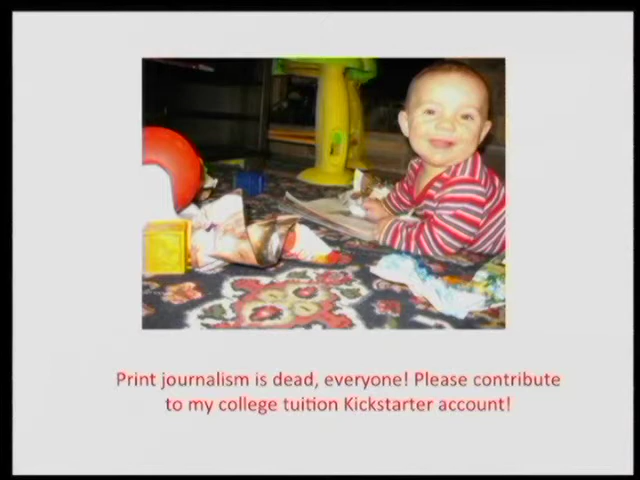 Print journalism is dead, everyone! Please contribute
to my college tuition Kickstarter account!